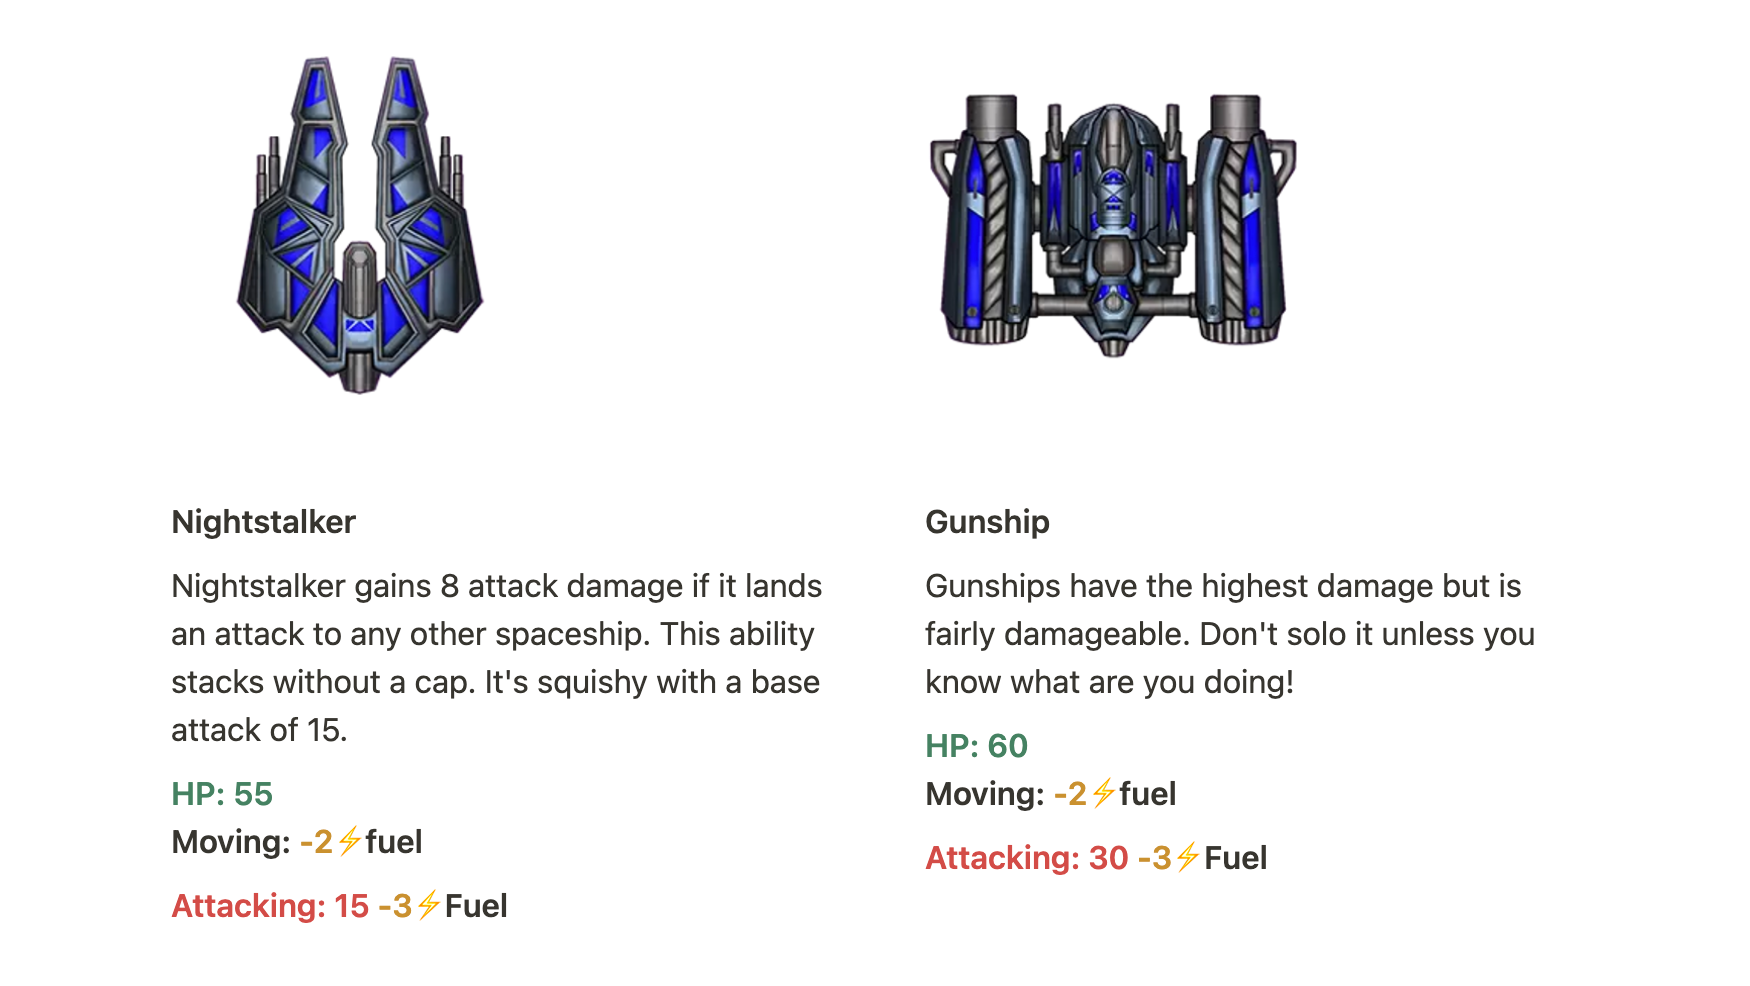 Nightstalker
Nightstalker gains 8 attack damage if it lands
an attack to any other spaceship. This ability
stacks without a cap. It's squishy with a base
attack of 15.
HP: 55
Moving: -2⚡fuel
Attacking: 15 -3⚡Fuel
Gunship
Gunships have the highest damage but is
fairly damageable. Don't solo it unless you
know what are you doing!
HP: 60
Moving: -2⚡fuel
Attacking: 30 -3⚡Fuel